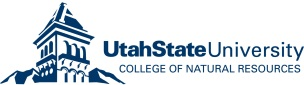 UtahStateUniversity
COLLEGE OF NATURAL RESOURCES